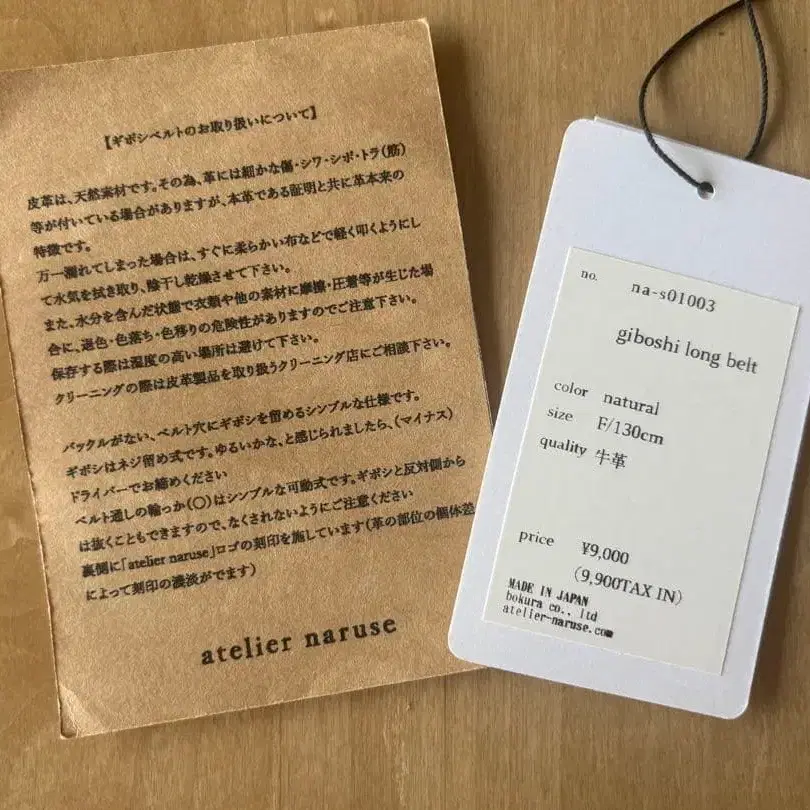 【ギボシベルトのお取り扱いについて】
皮革は、天然素材です。その為、革には細かな傷・シワ・シボ・トラ(筋)
等が付いている場合がありますが、本革である証明と共に革本来の
特徴です。
万一濡れてしまった場合は、すぐに柔らかい布などで軽く叩くようにし
て水気を拭き取り、陰干し乾燥させて下さい。
また、水分を含んだ状態で衣類や他の素材に摩擦・圧着等が生じた場
合に、退色・色落ち・色移りの危険性がありますのでご注意下さい。
保存する際は湿度の高い場所は避けて下さい。
クリーニングの際は皮革製品を取り扱うクリーニング店にご相談下さい。
バックルがない、ベルト穴にギボシを留めるシンプルな仕様です。
ギボシはネジ留め式です。ゆるいかな、と感じられましたら、(マイナス)
ドライバーでお締めください
ベルト通しの輪っか(○)はシンプルな可動式です。ギボシと反対側から
は抜くこともできますので、なくされないようにご注意ください
裏側に「atelier naruse」ロゴの刻印を施しています(革の部位の個体差
によって刻印の濃淡がでます)
atelier naruse
no. na-s01003
giboshi long belt
color natural
size F/130cm
quality 牛革
price ¥9,000
(9,900TAX IN)
MADE IN JAPAN
bokura co., ltd
atelier-naruse.com